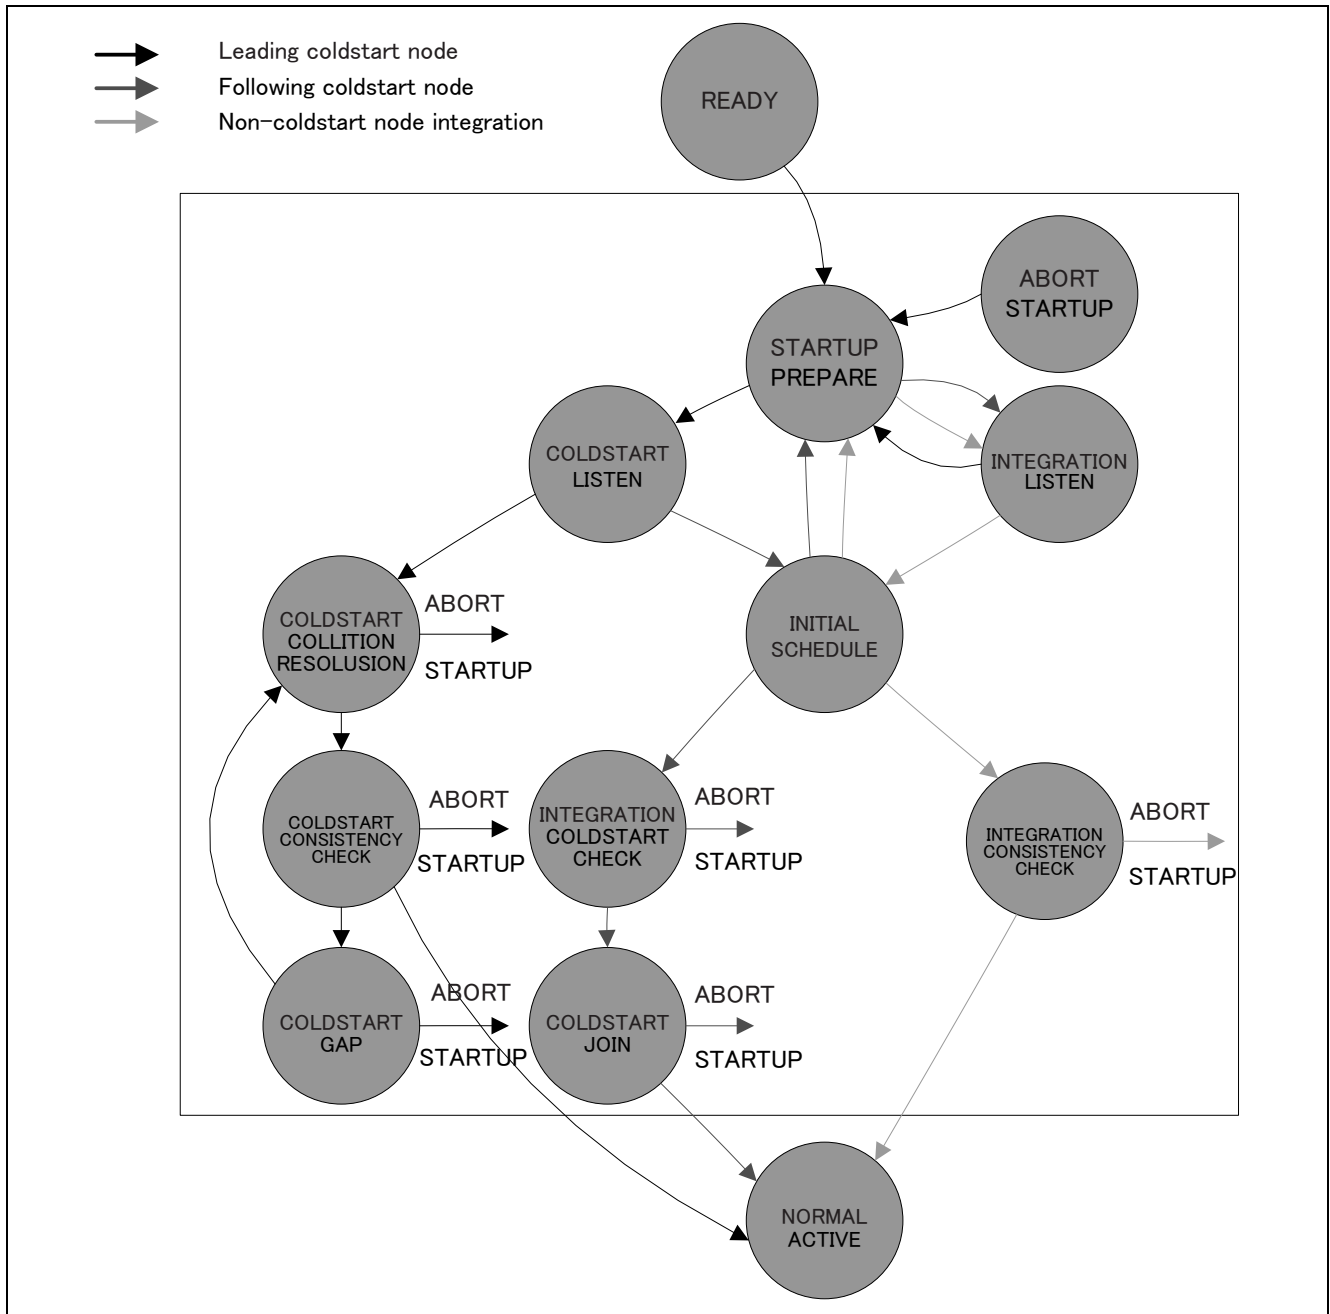 Leading coldstart node
Following coldstart node
Non-coldstart node integration
READY
ABORT
STARTUP
STARTUP
PREPARE
COLDSTART
LISTEN
INTEGRATION
LISTEN
COLDSTART
COLLITION
RESOLUSION
ABORT
STARTUP
INITIAL
SCHEDULE
COLDSTART
CONSISTENCY
CHECK
ABORT
STARTUP
INTEGRATION
COLDSTART
CHECK
ABORT
STARTUP
INTEGRATION
CONSISTENCY
CHECK
ABORT
STARTUP
COLDSTART
GAP
ABORT
STARTUP
COLDSTART
JOIN
ABORT
STARTUP
NORMAL
ACTIVE